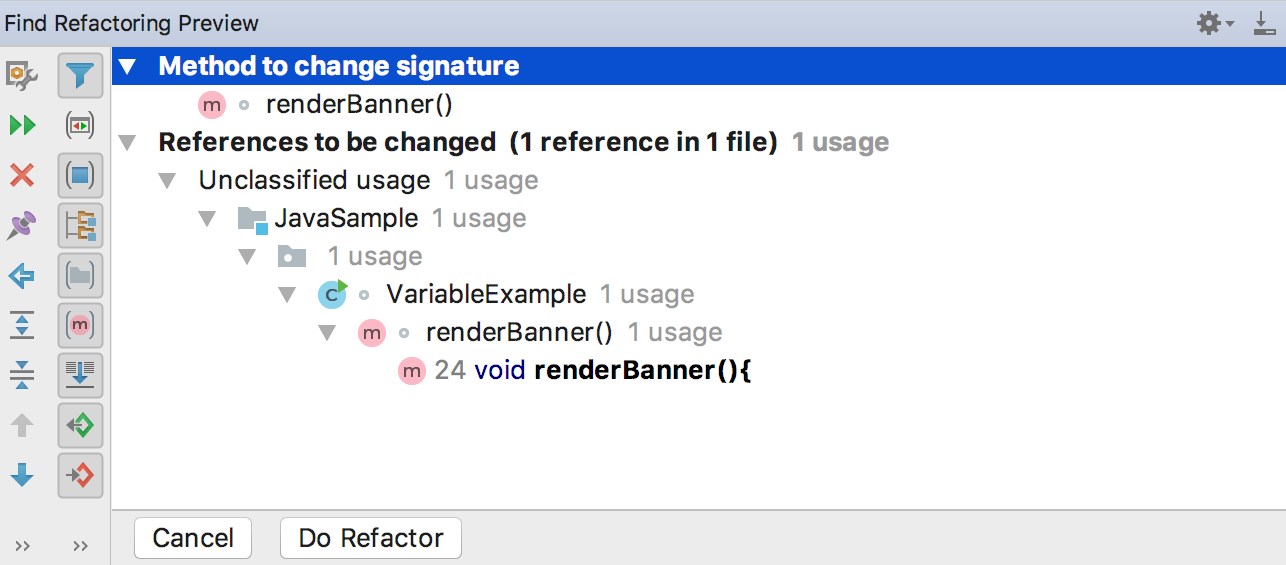 Find Refactoring Preview
Method to change signature
m renderBanner()
References to be changed (1 reference in 1 file) 1 usage
Unclassified usage 1 usage
JavaSample 1 usage
1 usage
C VariableExample 1 usage
m renderBanner() 1 usage
m 24 void renderBanner(){
Cancel Do Refactor